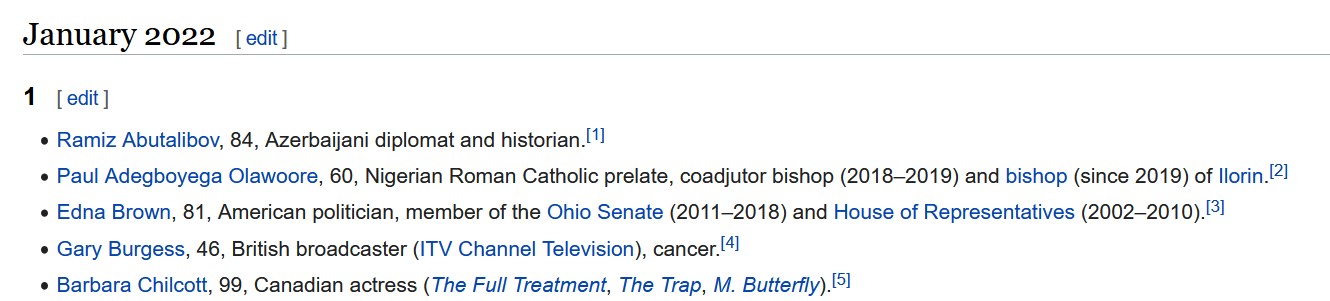 January 2022 [ edit ]
1 [ edit ]
• Ramiz Abutalibov, 84, Azerbaijani diplomat and historian.[1]
• Paul Adegboyega Olawoore, 60, Nigerian Roman Catholic prelate, coadjutor bishop (2018–2019) and bishop (since 2019) of Ilorin.[2]
• Edna Brown, 81, American politician, member of the Ohio Senate (2011–2018) and House of Representatives (2002–2010).[3]
• Gary Burgess, 46, British broadcaster (ITV Channel Television), cancer.[4]
• Barbara Chilcott, 99, Canadian actress (The Full Treatment, The Trap, M. Butterfly).[5]